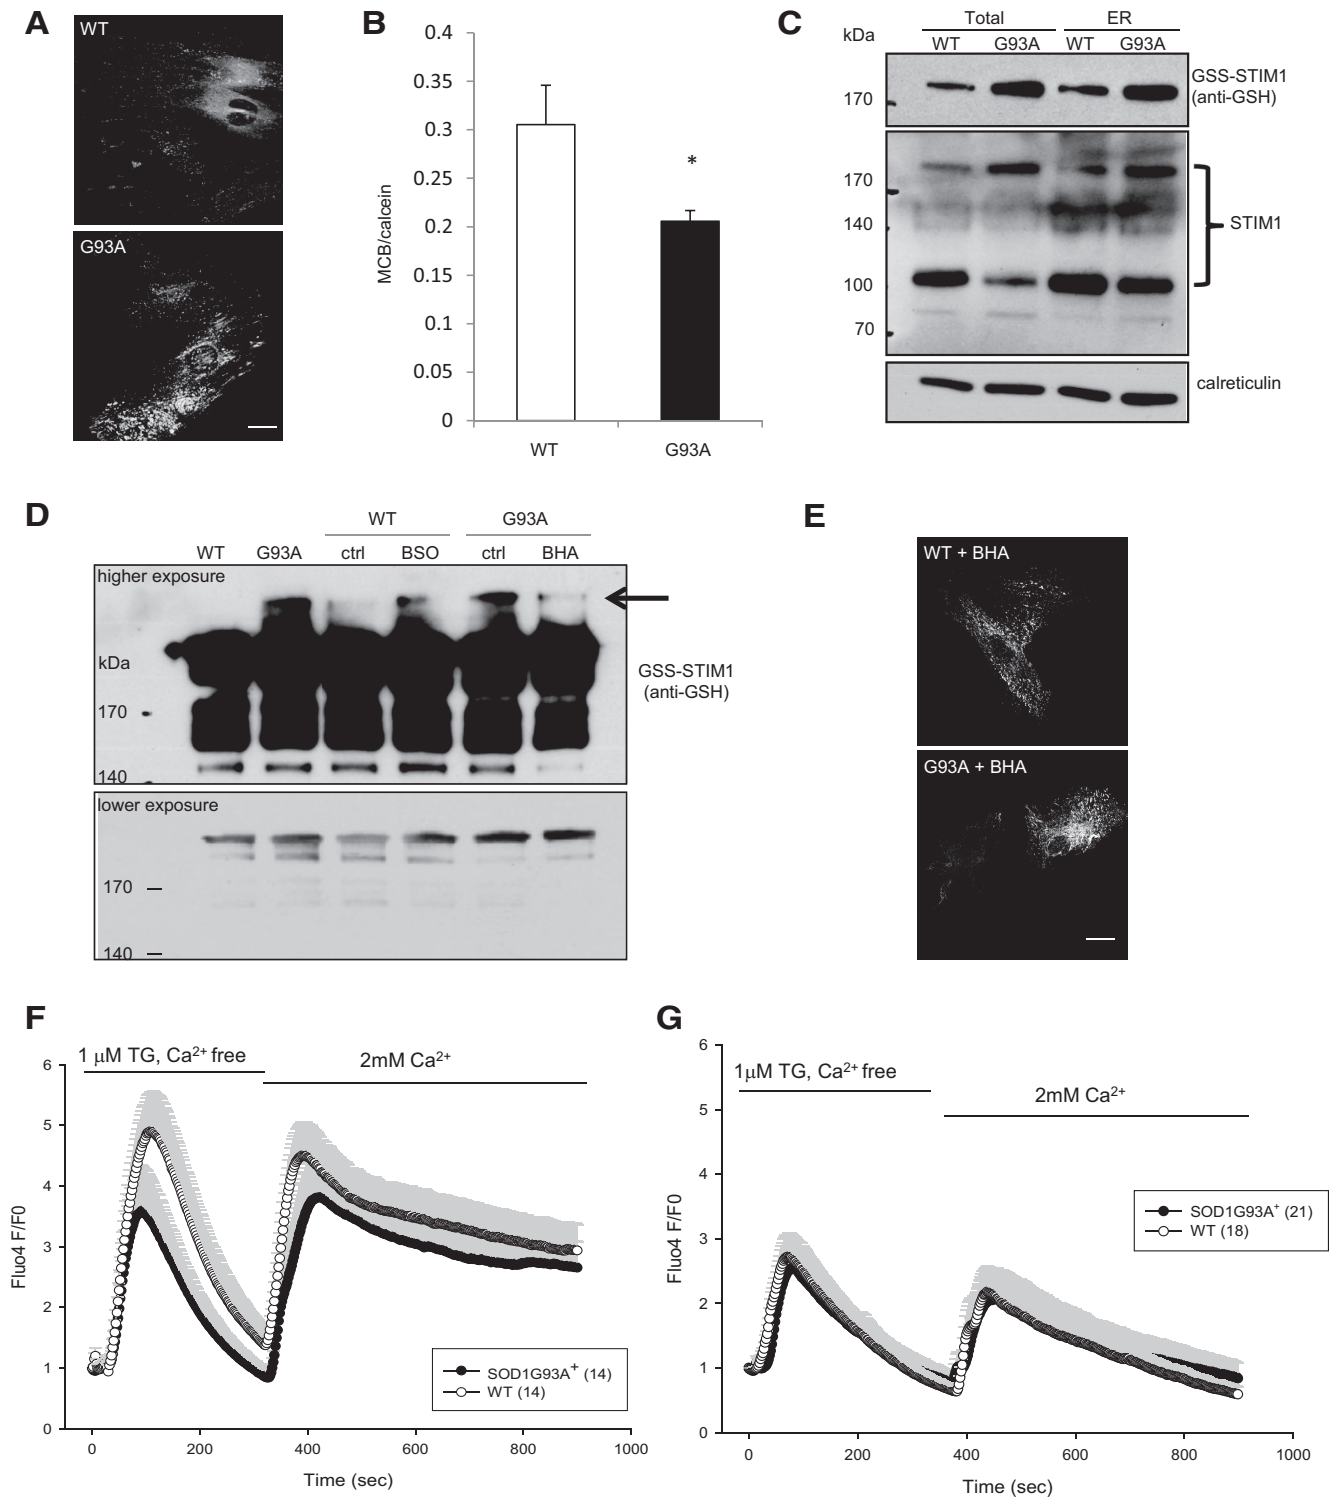 A
WT
G93A
B
0.4
0.35
0.3
0.25
0.2
0.15
0.1
0.05
0
MCB/calcein
*
WT
G93A
C
Total
ER
kDa
WT
G93A
WT
G93A
170
GSS-STIM1
(anti-GSH)
170
140
100
70
STIM1
calreticulin
D
WT
G93A
WT
G93A
ctrl
BSO
ctrl
BHA
higher exposure
kDa
170
140
GSS-STIM1
(anti-GSH)
lower exposure
170
140
E
WT + BHA
G93A + BHA
F
1 μM TG, Ca²⁺ free
2mM Ca²⁺
6
5
4
3
2
1
0
Fluo4 F/F0
SOD1G93A⁺ (14)
WT (14)
0
200
400
600
800
1000
Time (sec)
G
1μM TG, Ca²⁺ free
2mM Ca²⁺
6
5
4
3
2
1
0
Fluo4 F/F0
SOD1G93A⁺ (21)
WT (18)
0
200
400
600
800
1000
Time (sec)